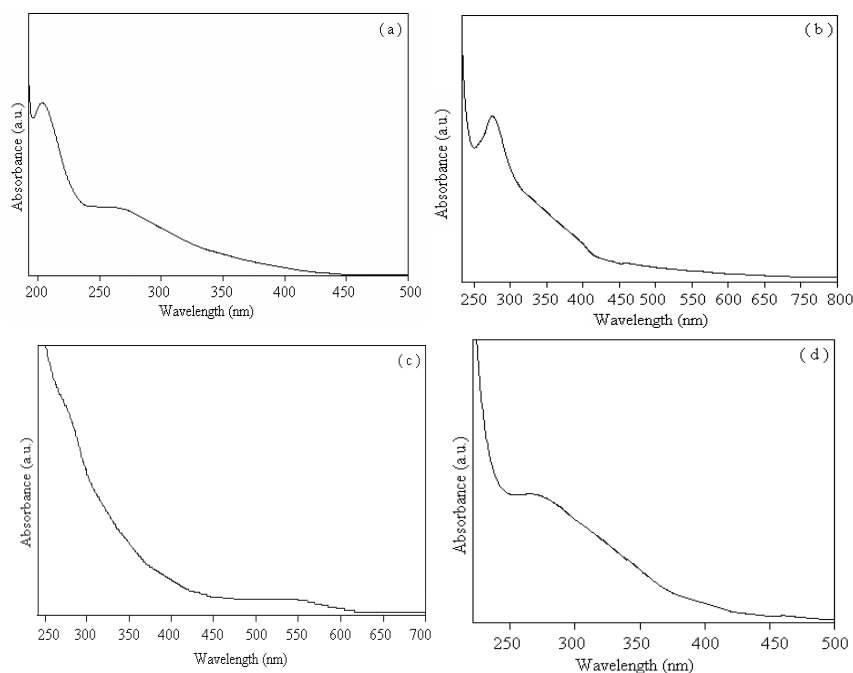 ( a )
Absorbance (a.u.)
200 250 300 350 400 450 500
Wavelength (nm)
( b )
Absorbance (a.u.)
250 300 350 400 450 500 550 600 650 700 750 800
Wavelength (nm)
( c )
Absorbance (a.u.)
250 300 350 400 450 500 550 600 650 700
Wavelength (nm)
( d )
Absorbance (a.u.)
250 300 350 400 450 500
Wavelength (nm)